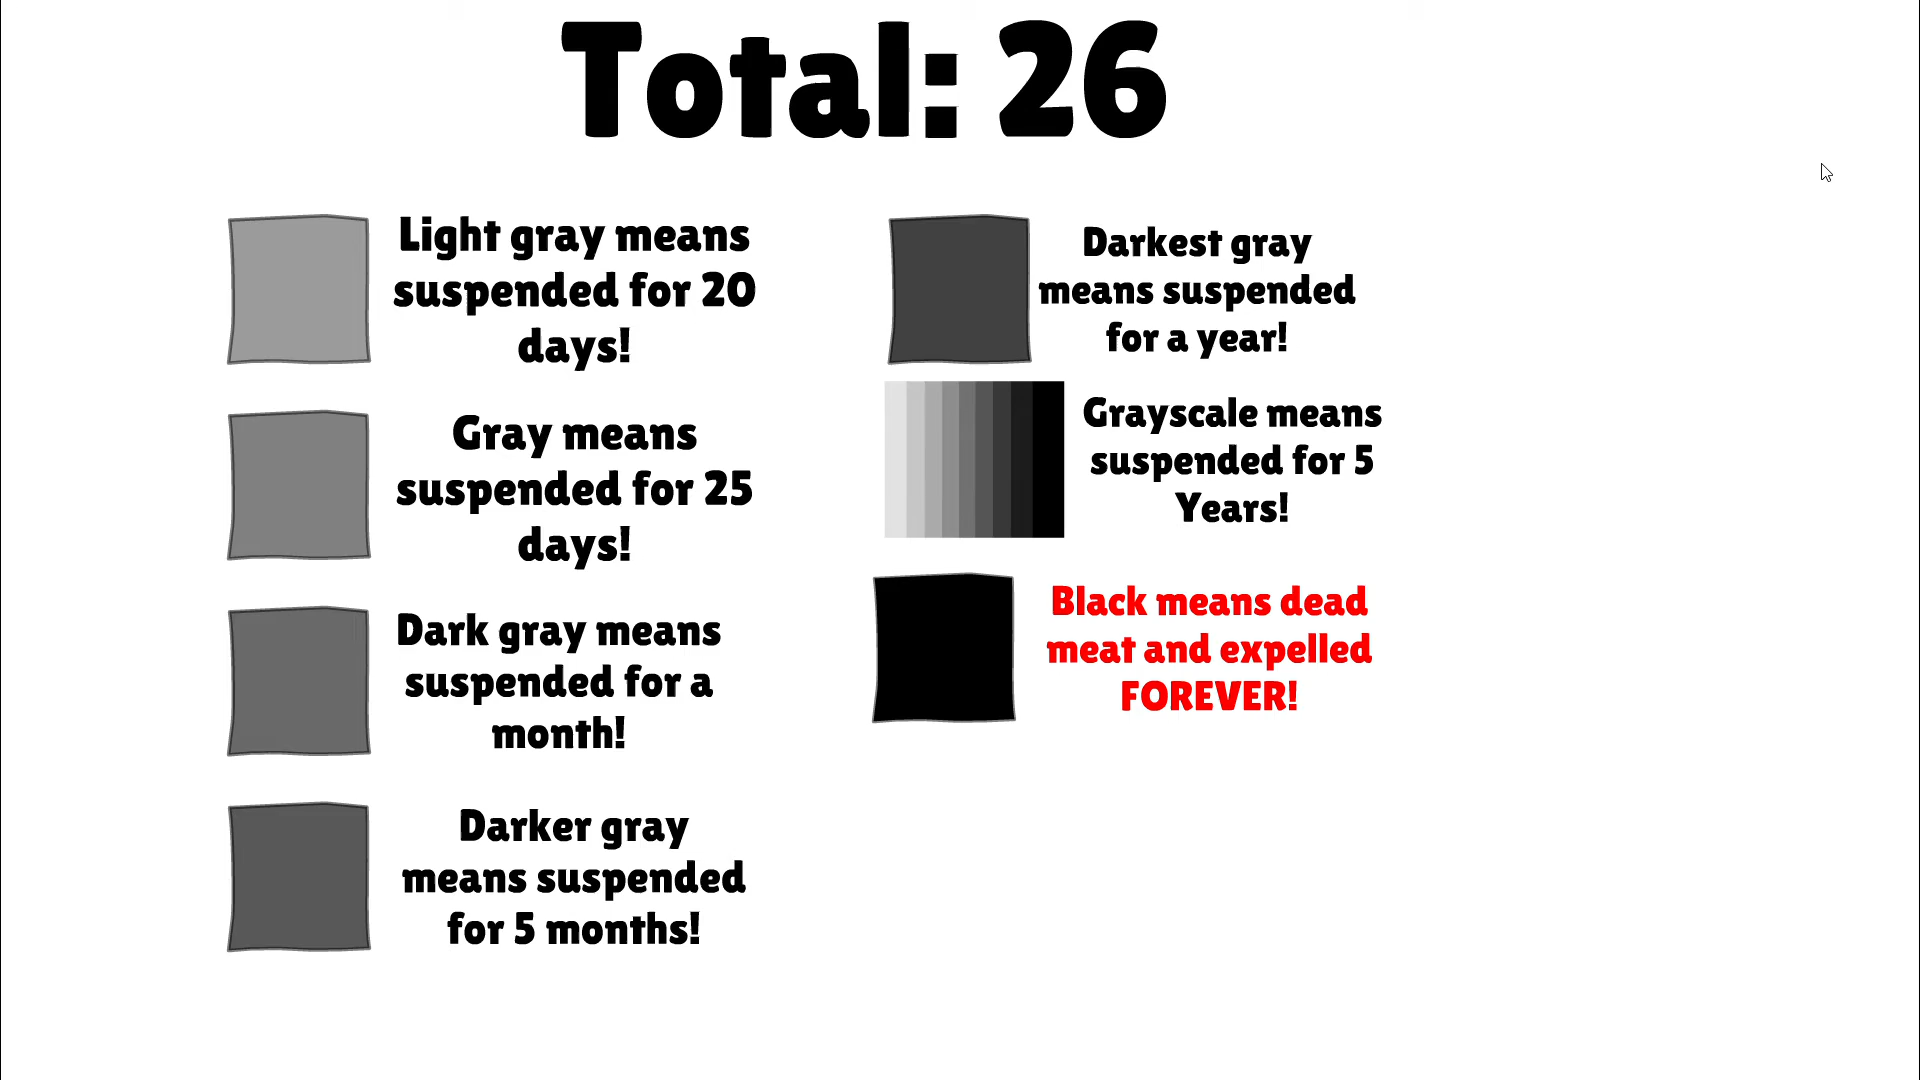 Total: 26
Light gray means
suspended for 20
days!
Gray means
suspended for 25
days!
Dark gray means
suspended for a
month!
Darker gray
means suspended
for 5 months!
Darkest gray
means suspended
for a year!
Grayscale means
suspended for 5
Years!
Black means dead
meat and expelled
FOREVER!